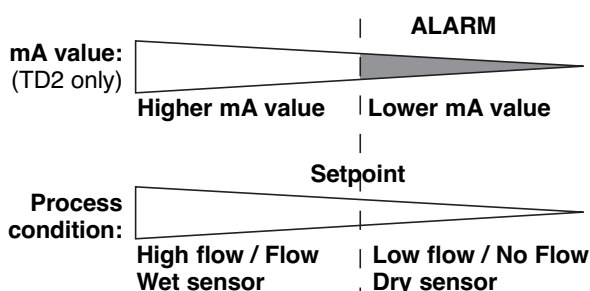 ALARM
mA value:
(TD2 only)
Higher mA value
Lower mA value
Setpoint
Process
condition:
High flow / Flow
Low flow / No Flow
Wet sensor
Dry sensor